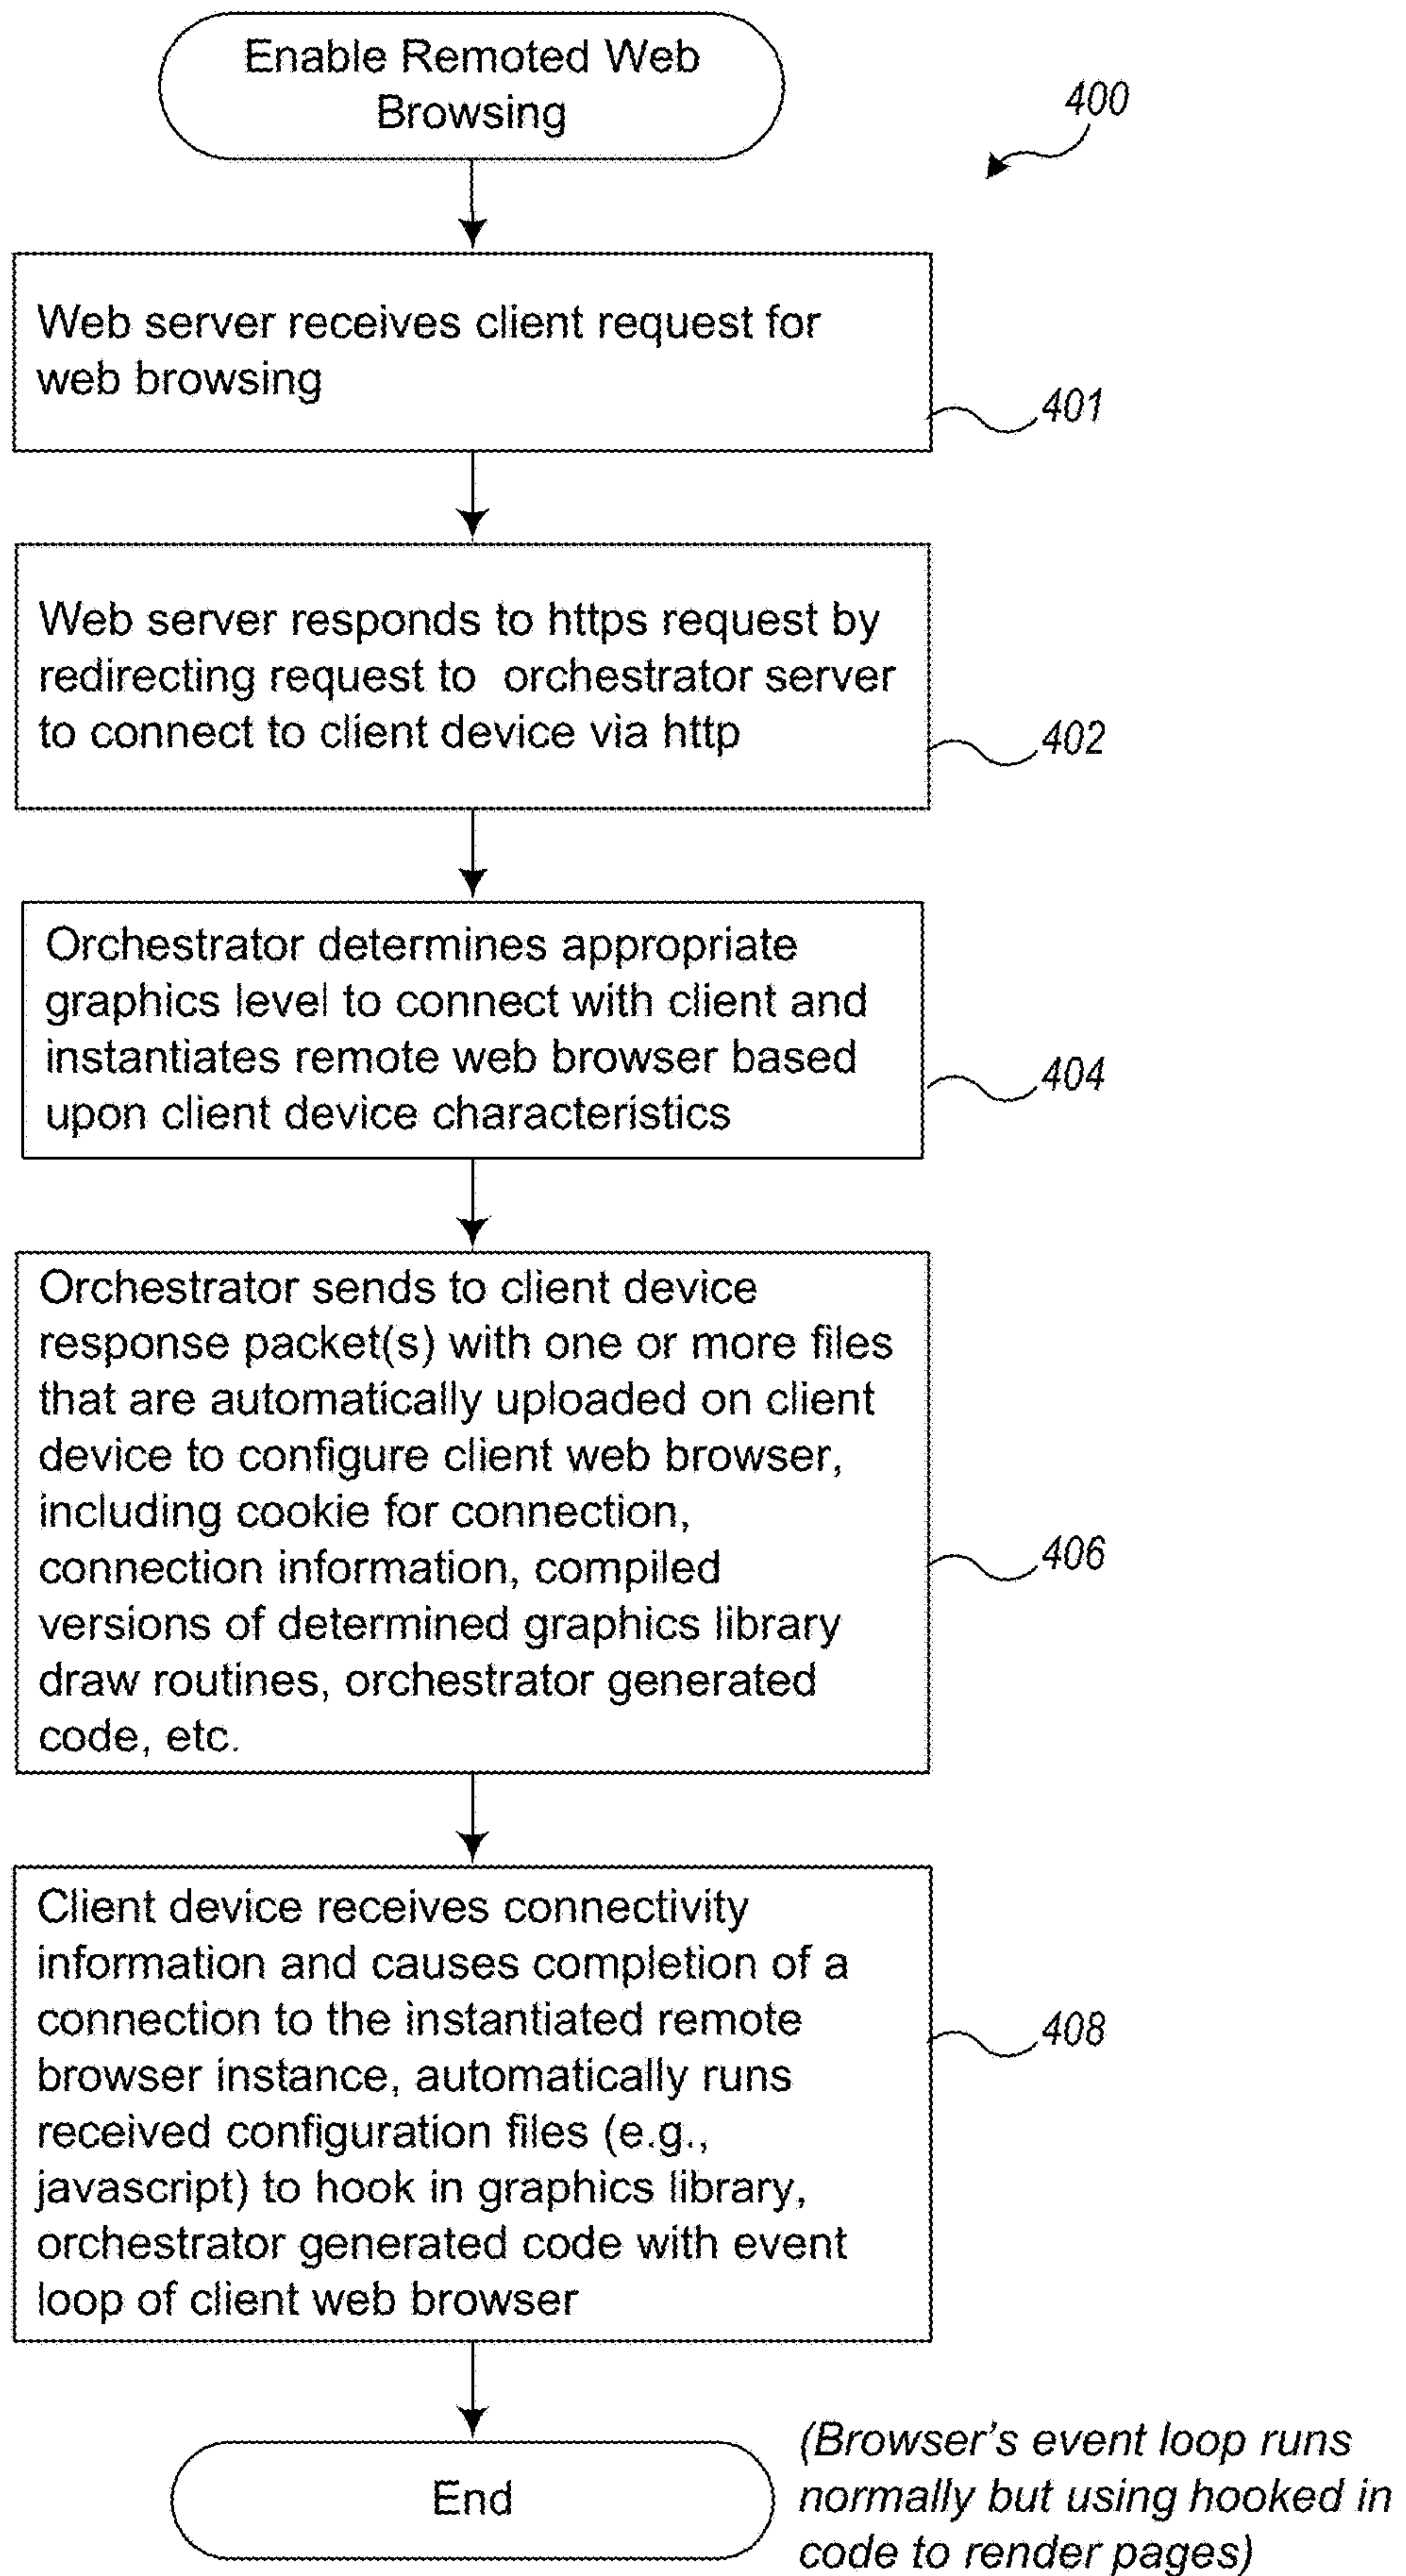 Enable Remoted Web
Browsing
400
Web server receives client request for
web browsing
401
Web server responds to https request by
redirecting request to orchestrator server
to connect to client device via http
402
Orchestrator determines appropriate
graphics level to connect with client and
instantiates remote web browser based
upon client device characteristics
404
Orchestrator sends to client device
response packet(s) with one or more files
that are automatically uploaded on client
device to configure client web browser,
including cookie for connection,
connection information, compiled
versions of determined graphics library
draw routines, orchestrator generated
code, etc.
406
Client device receives connectivity
information and causes completion of a
connection to the instantiated remote
browser instance, automatically runs
received configuration files (e.g.,
javascript) to hook in graphics library,
orchestrator generated code with event
loop of client web browser
408
End
(Browser's event loop runs
normally but using hooked in
code to render pages)